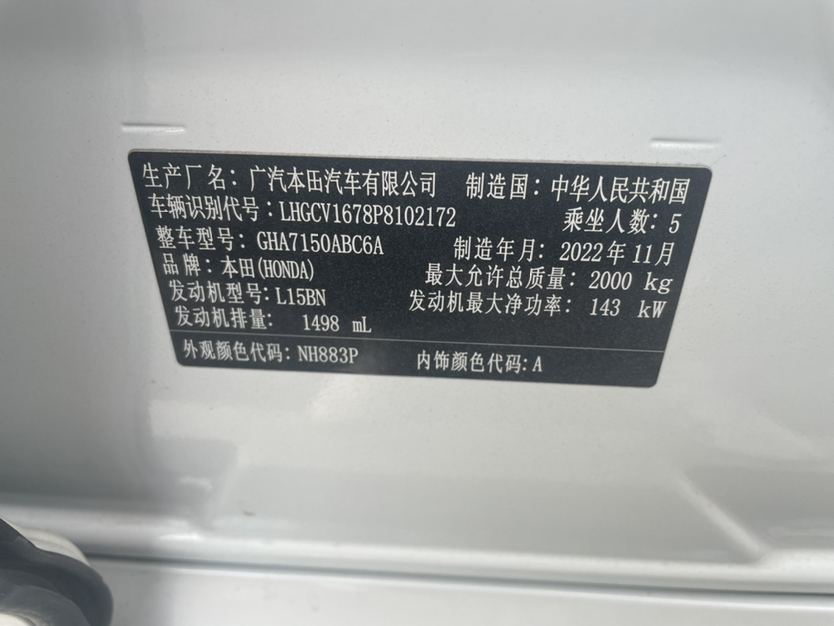 生产厂名：广汽本田汽车有限公司 制造国：中华人民共和国
车辆识别代号：LHGCV1678P8102172 乘坐人数：5
整车型号：GHA7150ABC6A 制造年月：2022年11月
品牌：本田(HONDA) 最大允许总质量：2000 kg
发动机型号：L15BN 发动机最大净功率：143 kW
发动机排量： 1498 mL
外观颜色代码：NH883P 内饰颜色代码：A